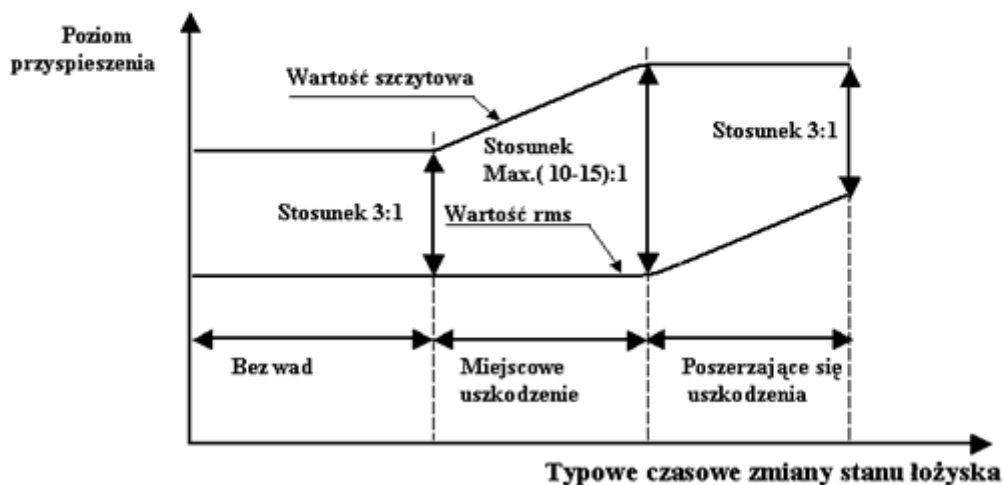 Poziom
przyspieszenia
Wartość szczytowa
Stosunek 3:1
Stosunek
Max.( 10-15):1
Wartość rms
Stosunek 3:1
Bez wad
Miejscowe
uszkodzenie
Poszerzające się
uszkodzenia
Typowe czasowe zmiany stanu łożyska